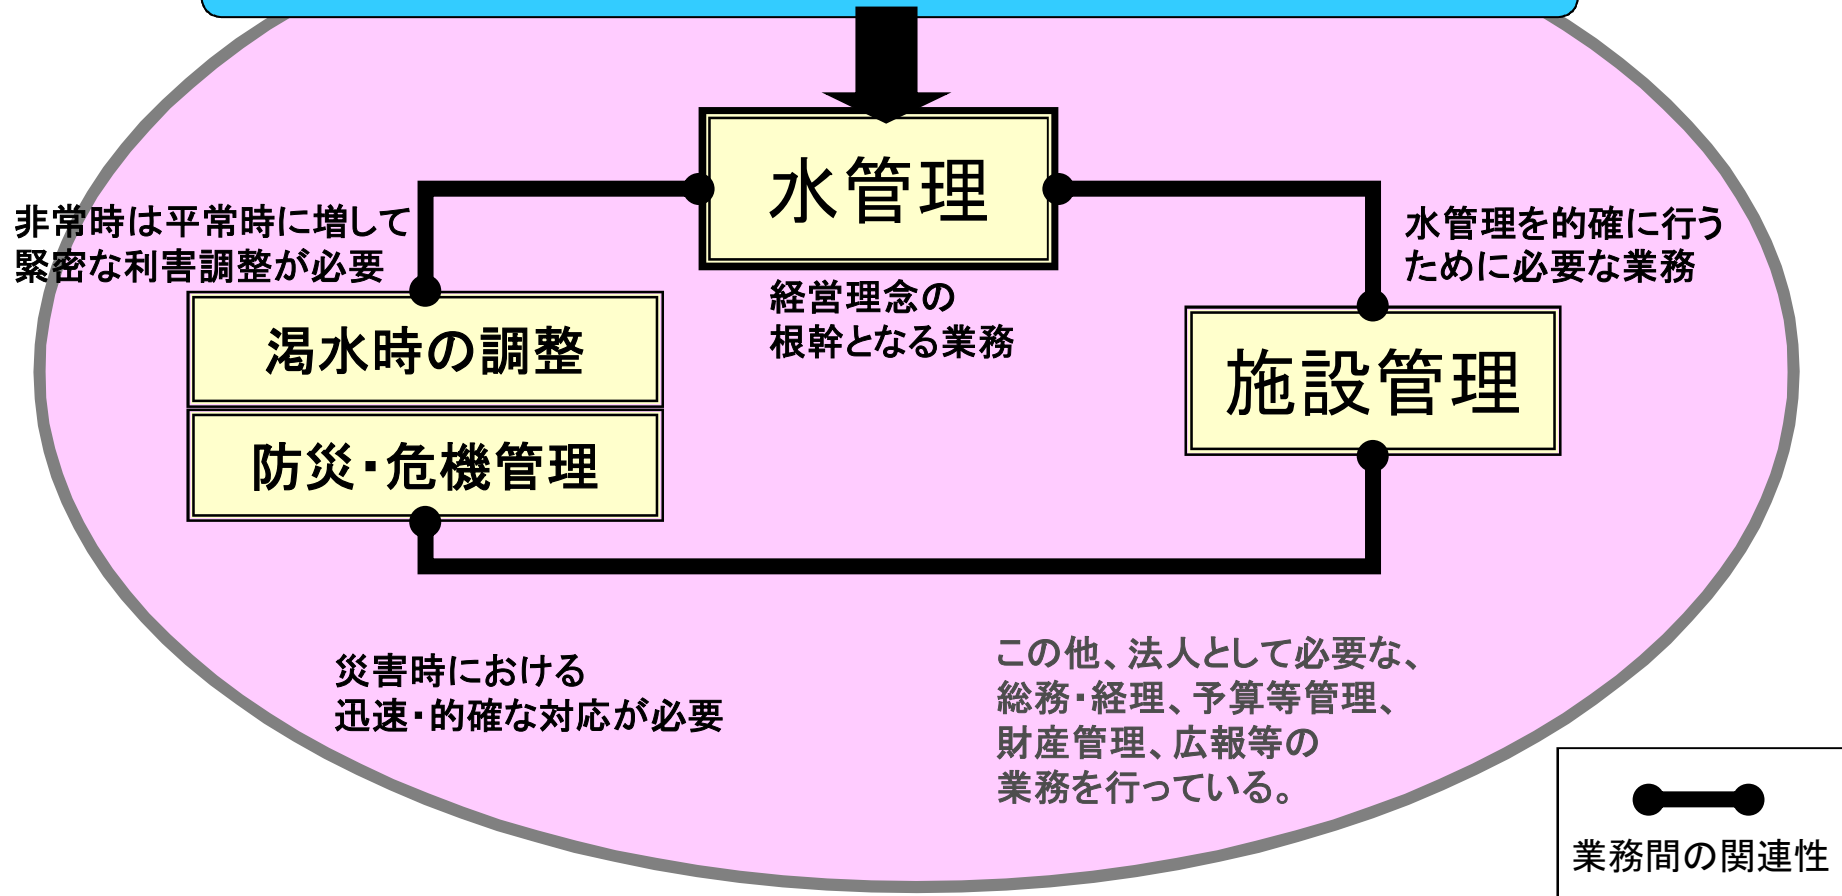 水管理
非常時は平常時に増して
緊密な利害調整が必要
水管理を的確に行う
ために必要な業務
経営理念の
根幹となる業務
渇水時の調整
防災・危機管理
施設管理
災害時における
迅速・的確な対応が必要
この他、法人として必要な、
総務・経理、予算等管理、
財産管理、広報等の
業務を行っている。
業務間の関連性